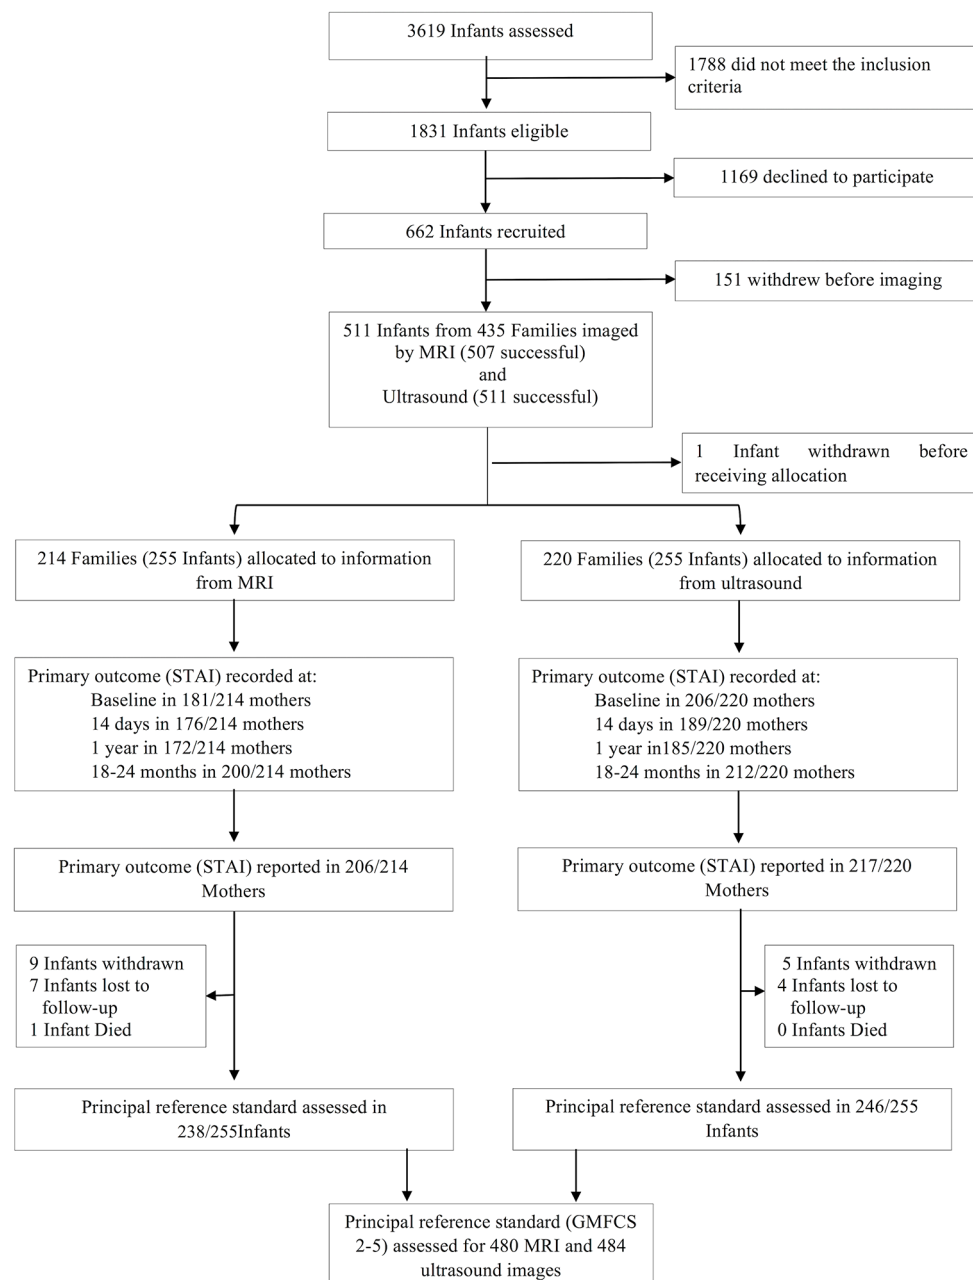 3619 Infants assessed
1788 did not meet the inclusion
criteria
1831 Infants eligible
1169 declined to participate
662 Infants recruited
151 withdrew before imaging
511 Infants from 435 Families imaged
by MRI (507 successful)
and
Ultrasound (511 successful)
1 Infant withdrawn before
receiving allocation
214 Families (255 Infants) allocated to information
from MRI
220 Families (255 Infants) allocated to information
from ultrasound
Primary outcome (STAI) recorded at:
Baseline in 181/214 mothers
14 days in 176/214 mothers
1 year in 172/214 mothers
18-24 months in 200/214 mothers
Primary outcome (STAI) recorded at:
Baseline in 206/220 mothers
14 days in 189/220 mothers
1 year in185/220 mothers
18-24 months in 212/220 mothers
Primary outcome (STAI) reported in 206/214
Mothers
Primary outcome (STAI) reported in 217/220
Mothers
9 Infants withdrawn
7 Infants lost to
follow-up
1 Infant Died
5 Infants withdrawn
4 Infants lost to
follow-up
0 Infants Died
Principal reference standard assessed in
238/255Infants
Principal reference standard assessed in 246/255
Infants
Principal reference standard (GMFCS
2-5) assessed for 480 MRI and 484
ultrasound images